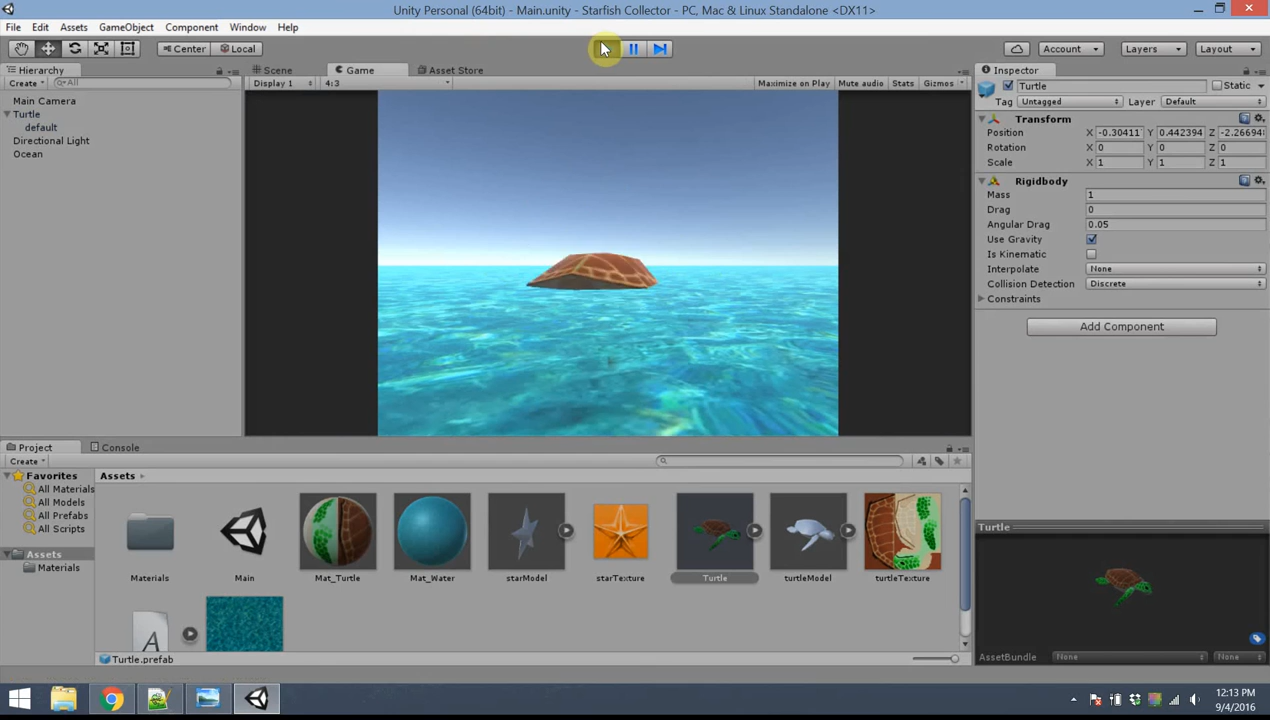 Unity Personal (64bit) - Main.unity - Starfish Collector - PC, Mac & Linux Standalone <DX11>
File Edit Assets GameObject Component Window Help
Center Local Account Layers Layout
Hierarchy Scene Game Asset Store Inspector
Create All Display 1 4:3 Maximize on Play Mute audio Stats Gizmos
Turtle Static
Tag Untagged Layer Default
Main Camera
Turtle
default
Directional Light
Ocean
Transform
Position X -0.30411 Y 0.442394 Z -2.26694
Rotation X 0 Y 0 Z 0
Scale X 1 Y 1 Z 1
Rigidbody
Mass 1
Drag 0
Angular Drag 0.05
Use Gravity
Is Kinematic
Interpolate None
Collision Detection Discrete
Constraints
Add Component
Project Console
Create
Favorites
All Materials
All Models
All Prefabs
All Scripts
Assets
Materials
Assets
Materials Main Mat_Turtle Mat_Water starModel starTexture Turtle turtleModel turtleTexture
A
Turtle.prefab
Turtle
AssetBundle None None
12:13 PM
9/4/2016